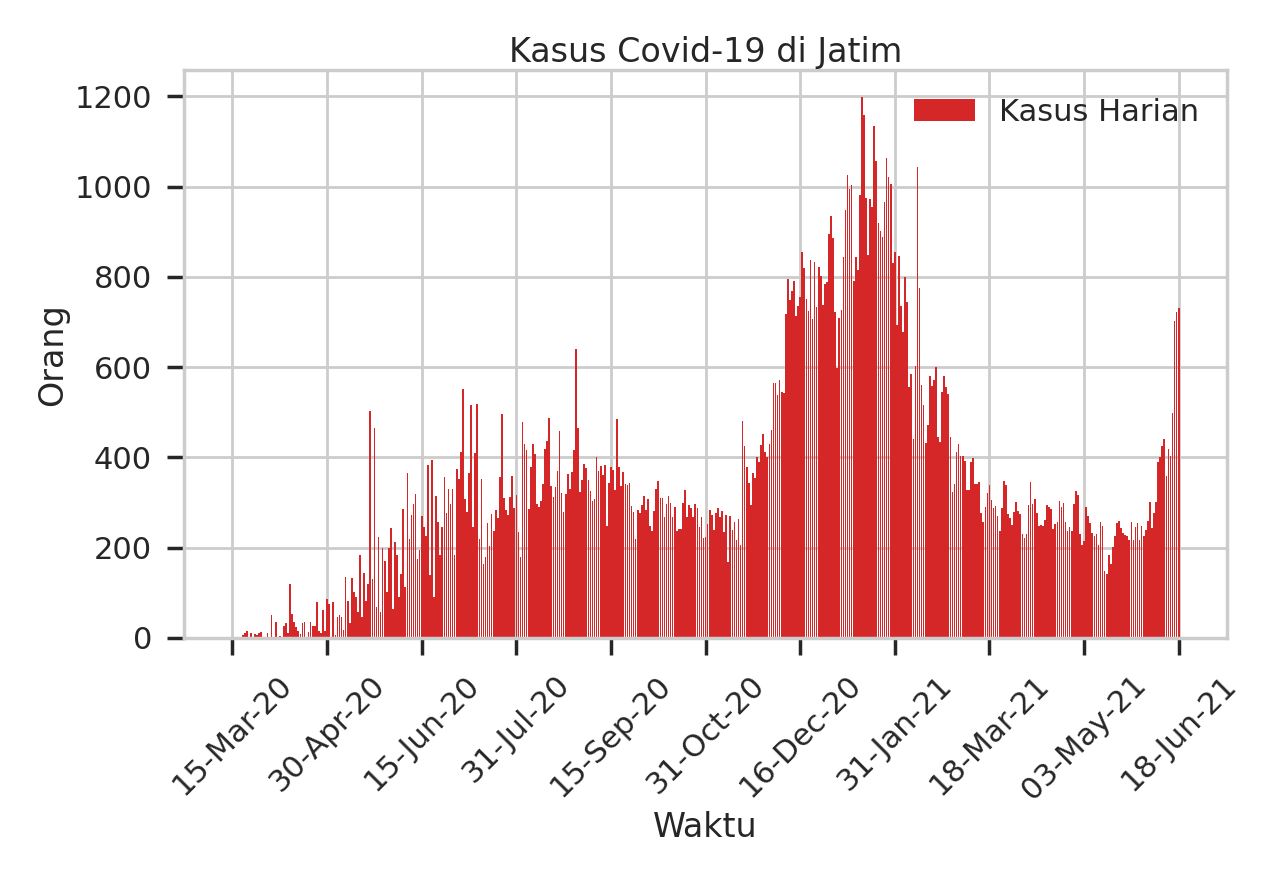 Kasus Covid-19 di Jatim
Kasus Harian
Orang
1200
1000
800
600
400
200
0
15-Mar-20
30-Apr-20
15-Jun-20
31-Jul-20
15-Sep-20
31-Oct-20
16-Dec-20
31-Jan-21
18-Mar-21
03-May-21
18-Jun-21
Waktu